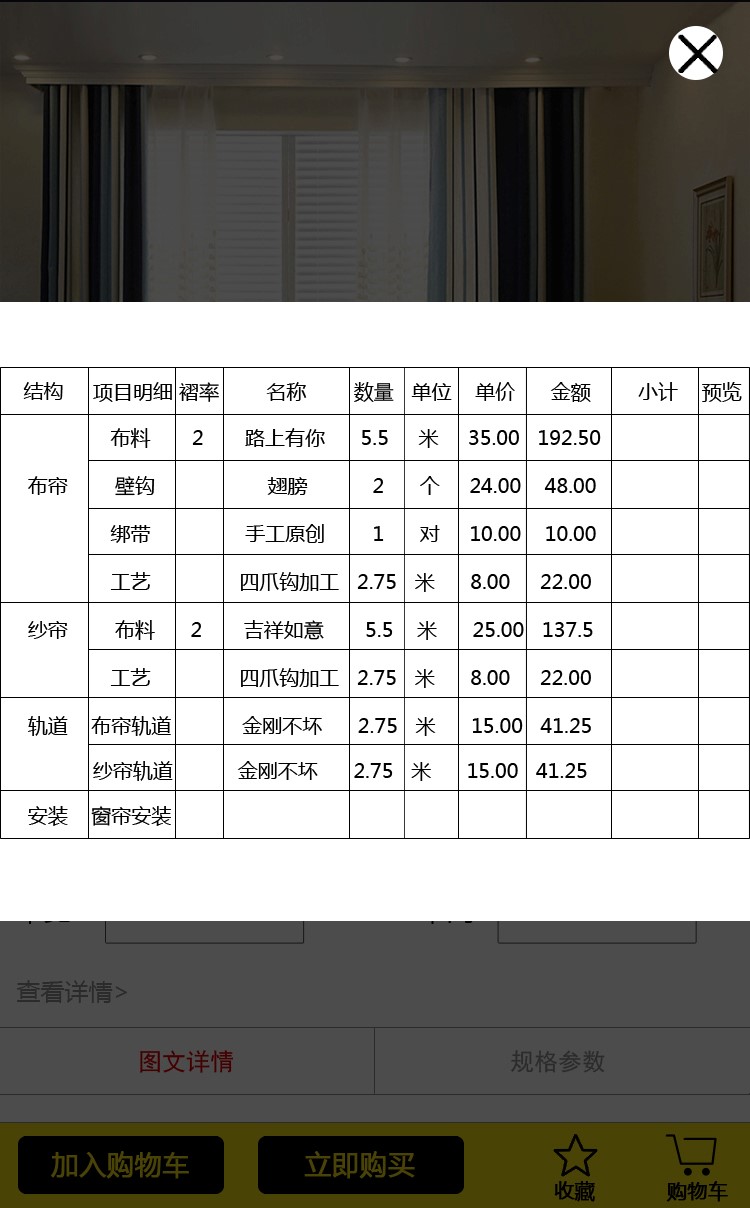 结构 项目明细 褶率 名称 数量 单位 单价 金额 小计 预览
布料 2 路上有你 5.5 米 35.00 192.50
布帘 壁钩 翅膀 2 个 24.00 48.00
绑带 手工原创 1 对 10.00 10.00
工艺 四爪钩加工 2.75 米 8.00 22.00
纱帘 布料 2 吉祥如意 5.5 米 25.00 137.5
工艺 四爪钩加工 2.75 米 8.00 22.00
轨道 布帘轨道 金刚不坏 2.75 米 15.00 41.25
纱帘轨道 金刚不坏 2.75 米 15.00 41.25
安装 窗帘安装
查看详情>
图文详情 规格参数
加入购物车 立即购买 收藏 购物车